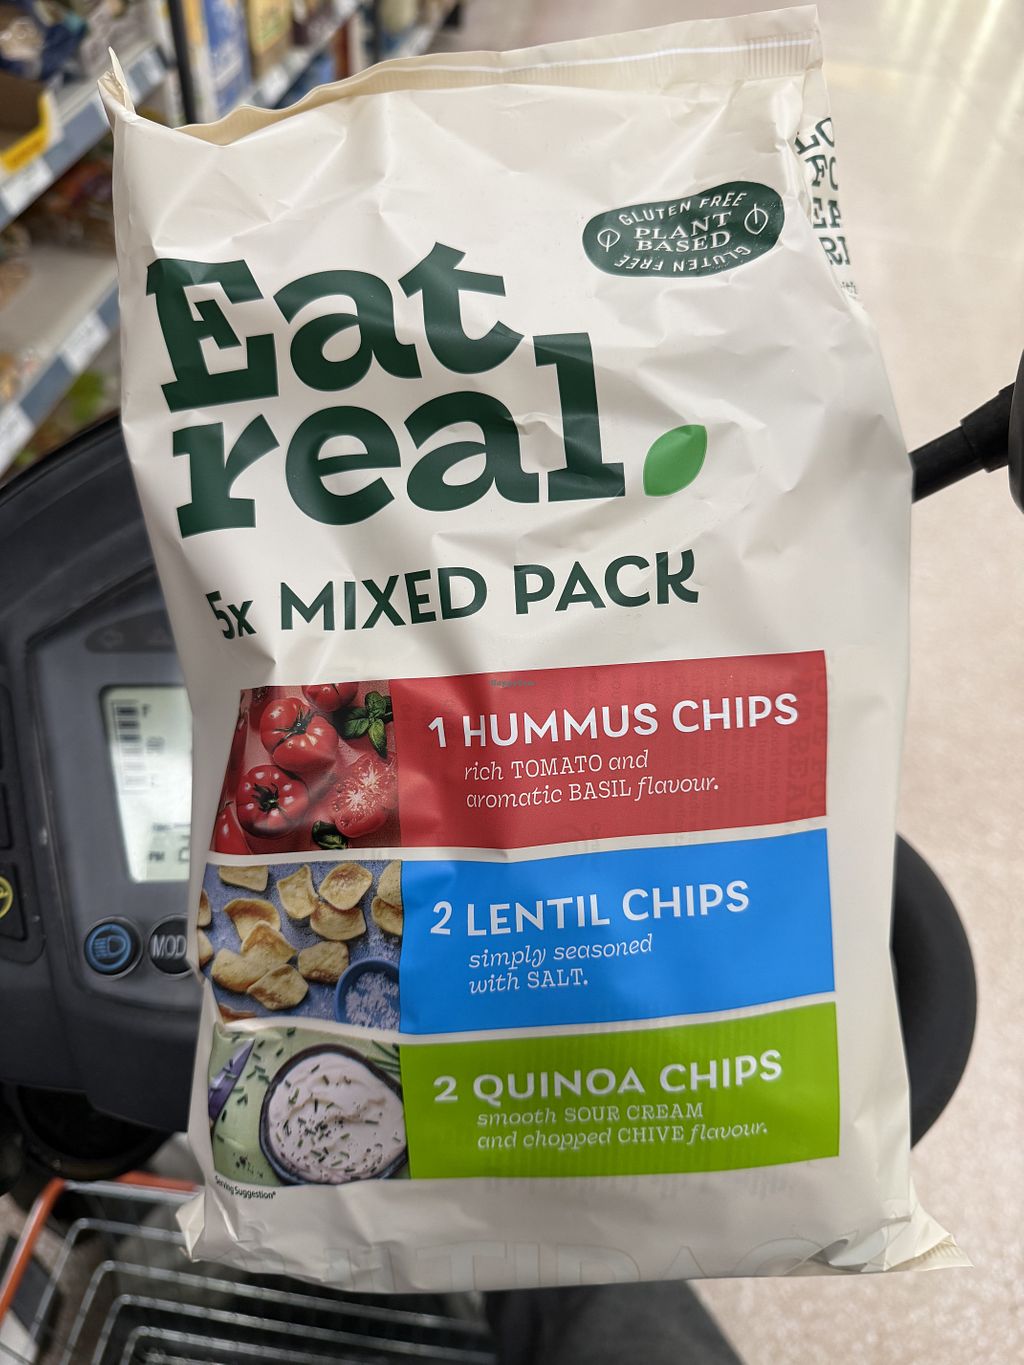 GLUTEN FREE
PLANT
BASED
GLUTEN FREE
Eat
real
5x MIXED PACK
1 HUMMUS CHIPS
rich TOMATO and
aromatic BASIL flavour.
2 LENTIL CHIPS
simply seasoned
with SALT.
2 QUINOA CHIPS
smooth SOUR CREAM
and chopped CHIVE flavour.
Serving Suggestion*
MOD
PM